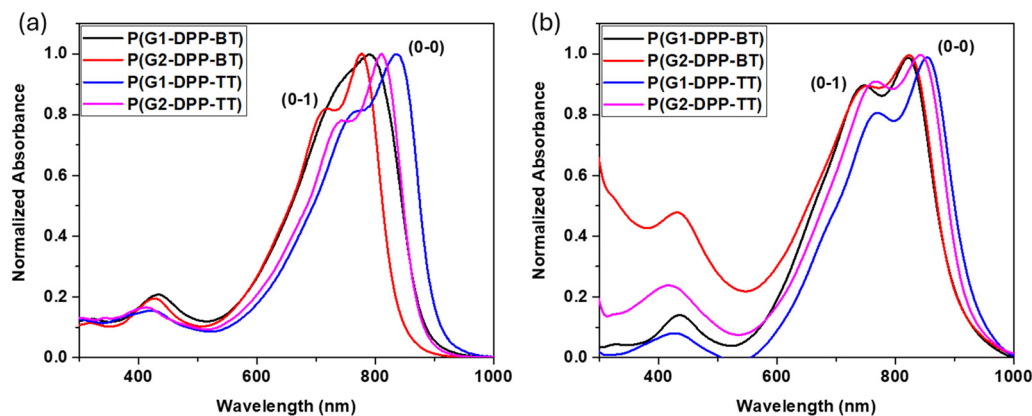 (a)
P(G1-DPP-BT)
P(G2-DPP-BT)
P(G1-DPP-TT)
P(G2-DPP-TT)
(0-0)
(0-1)
Normalized Absorbance
1.0
0.8
0.6
0.4
0.2
0.0
400 600 800 1000
Wavelength (nm)
(b)
P(G1-DPP-BT)
P(G2-DPP-BT)
P(G1-DPP-TT)
P(G2-DPP-TT)
(0-0)
(0-1)
Normalized Absorbance
1.0
0.8
0.6
0.4
0.2
0.0
400 600 800 1000
Wavelength (nm)